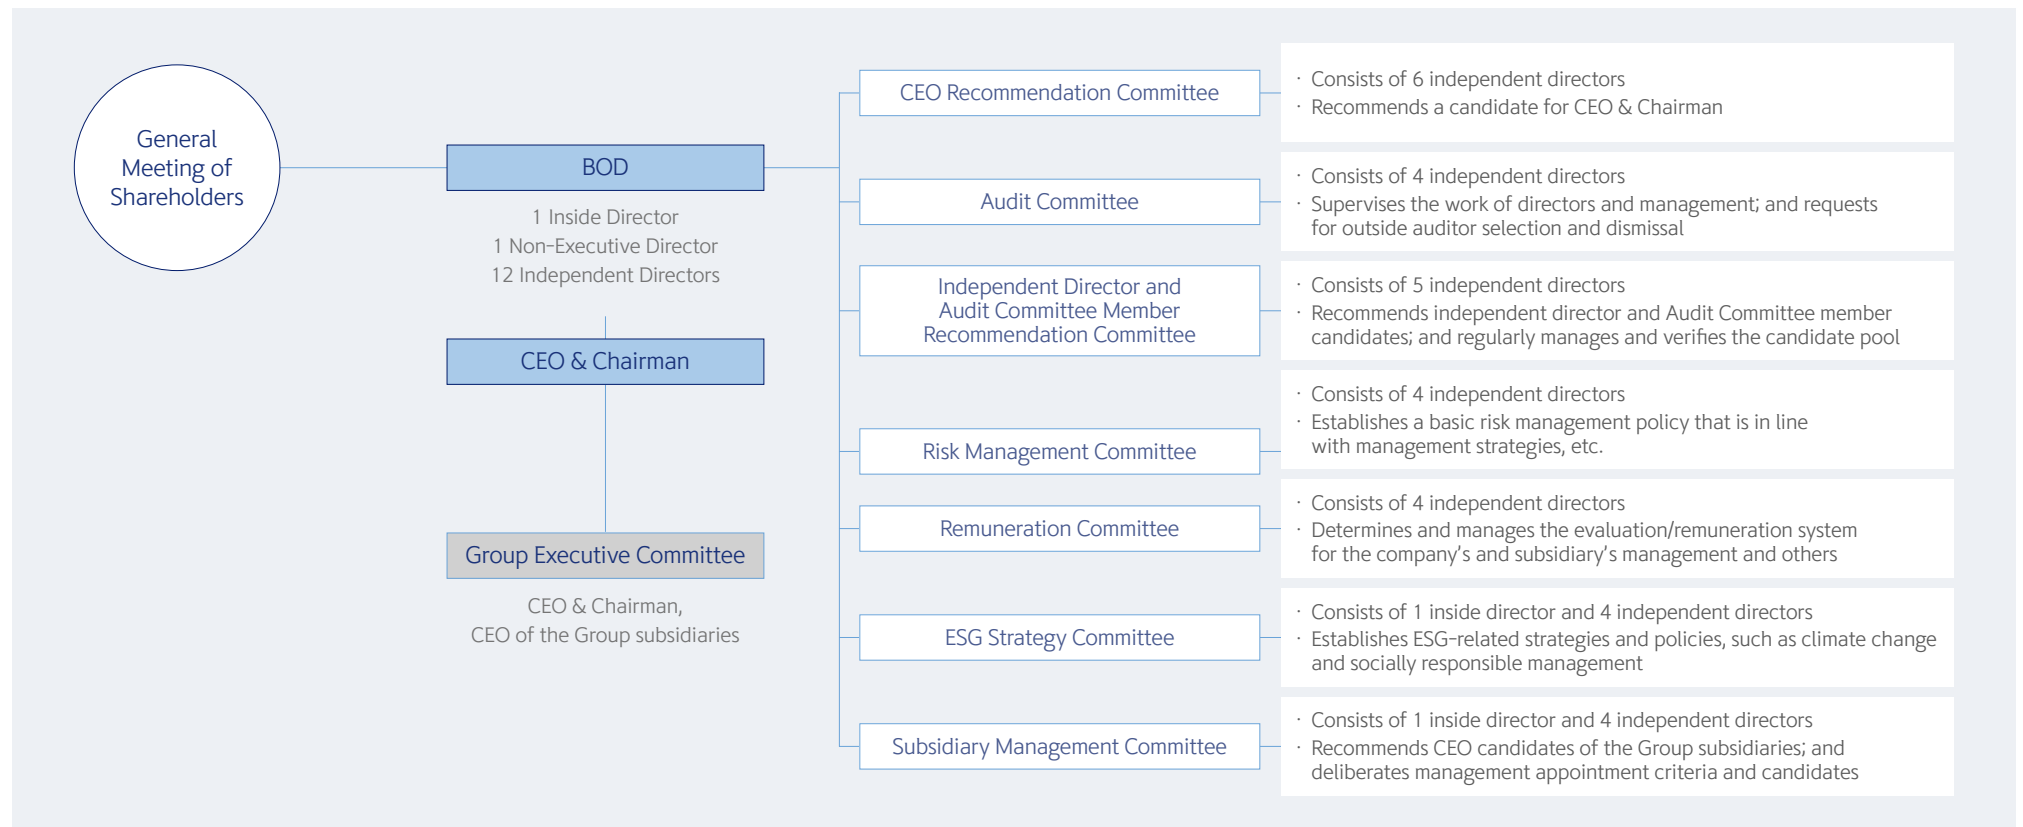 General
Meeting of
Shareholders
BOD
1 Inside Director
1 Non-Executive Director
12 Independent Directors
CEO & Chairman
Group Executive Committee
CEO & Chairman,
CEO of the Group subsidiaries
CEO Recommendation Committee
· Consists of 6 independent directors
· Recommends a candidate for CEO & Chairman
Audit Committee
· Consists of 4 independent directors
· Supervises the work of directors and management; and requests
for outside auditor selection and dismissal
Independent Director and
Audit Committee Member
Recommendation Committee
· Consists of 5 independent directors
· Recommends independent director and Audit Committee member
candidates; and regularly manages and verifies the candidate pool
Risk Management Committee
· Consists of 4 independent directors
· Establishes a basic risk management policy that is in line
with management strategies, etc.
Remuneration Committee
· Consists of 4 independent directors
· Determines and manages the evaluation/remuneration system
for the company's and subsidiary's management and others
ESG Strategy Committee
· Consists of 1 inside director and 4 independent directors
· Establishes ESG-related strategies and policies, such as climate change
and socially responsible management
Subsidiary Management Committee
· Consists of 1 inside director and 4 independent directors
· Recommends CEO candidates of the Group subsidiaries; and
deliberates management appointment criteria and candidates